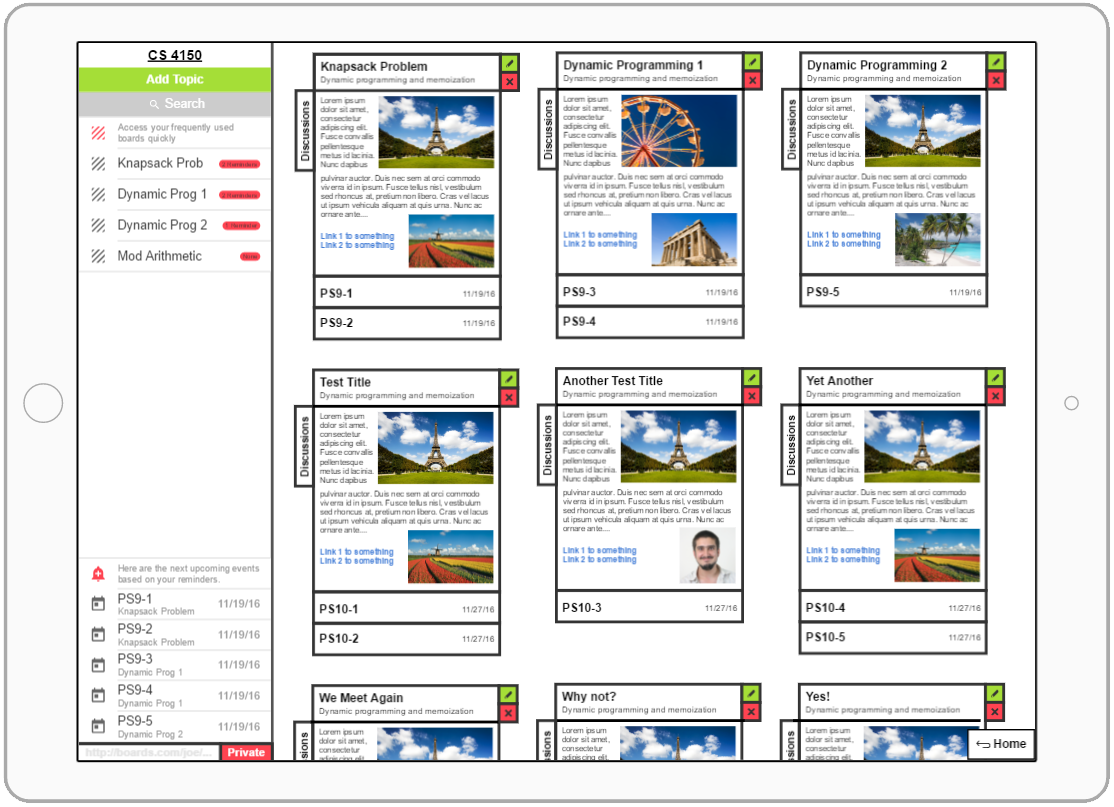 CS 4150
Add Topic
Search
Access your frequently used
boards quickly
Knapsack Prob
2 Reminders
Dynamic Prog 1
2 Reminders
Dynamic Prog 2
1 Reminder
Mod Arithmetic
None
Here are the next upcoming events
based on your reminders.
PS9-1
Knapsack Problem
11/19/16
PS9-2
Knapsack Problem
11/19/16
PS9-3
Dynamic Prog 1
11/19/16
PS9-4
Dynamic Prog 1
11/19/16
PS9-5
Dynamic Prog 2
11/19/16
http://boards.com/joe/...
Private
Knapsack Problem
Dynamic programming and memoization
Discussions
Lorem ipsum
dolor sit amet,
consectetur
adipiscing elit.
Fusce convallis
pellentesque
metus id lacinia.
Nunc dapibus
pulvinar auctor. Duis nec sem at orci commodo
viverra id in ipsum. Fusce tellus nisl, vestibulum
sed rhoncus at, pretium non libero. Cras vel lacus
ut ipsum vehicula aliquam at quis urna. Nunc ac
ornare ante....
Link 1 to something
Link 2 to something
PS9-1 11/19/16
PS9-2 11/19/16
Dynamic Programming 1
Dynamic programming and memoization
Discussions
Lorem ipsum
dolor sit amet,
consectetur
adipiscing elit.
Fusce convallis
pellentesque
metus id lacinia.
Nunc dapibus
pulvinar auctor. Duis nec sem at orci commodo
viverra id in ipsum. Fusce tellus nisl, vestibulum
sed rhoncus at, pretium non libero. Cras vel lacus
ut ipsum vehicula aliquam at quis urna. Nunc ac
ornare ante....
Link 1 to something
Link 2 to something
PS9-3 11/19/16
PS9-4 11/19/16
Dynamic Programming 2
Dynamic programming and memoization
Discussions
Lorem ipsum
dolor sit amet,
consectetur
adipiscing elit.
Fusce convallis
pellentesque
metus id lacinia.
Nunc dapibus
pulvinar auctor. Duis nec sem at orci commodo
viverra id in ipsum. Fusce tellus nisl, vestibulum
sed rhoncus at, pretium non libero. Cras vel lacus
ut ipsum vehicula aliquam at quis urna. Nunc ac
ornare ante....
Link 1 to something
Link 2 to something
PS9-5 11/19/16
Test Title
Dynamic programming and memoization
Discussions
Lorem ipsum
dolor sit amet,
consectetur
adipiscing elit.
Fusce convallis
pellentesque
metus id lacinia.
Nunc dapibus
pulvinar auctor. Duis nec sem at orci commodo
viverra id in ipsum. Fusce tellus nisl, vestibulum
sed rhoncus at, pretium non libero. Cras vel lacus
ut ipsum vehicula aliquam at quis urna. Nunc ac
ornare ante....
Link 1 to something
Link 2 to something
PS10-1 11/27/16
PS10-2 11/27/16
Another Test Title
Dynamic programming and memoization
Discussions
Lorem ipsum
dolor sit amet,
consectetur
adipiscing elit.
Fusce convallis
pellentesque
metus id lacinia.
Nunc dapibus
pulvinar auctor. Duis nec sem at orci commodo
viverra id in ipsum. Fusce tellus nisl, vestibulum
sed rhoncus at, pretium non libero. Cras vel lacus
ut ipsum vehicula aliquam at quis urna. Nunc ac
ornare ante....
Link 1 to something
Link 2 to something
PS10-3 11/27/16
Yet Another
Dynamic programming and memoization
Discussions
Lorem ipsum
dolor sit amet,
consectetur
adipiscing elit.
Fusce convallis
pellentesque
metus id lacinia.
Nunc dapibus
pulvinar auctor. Duis nec sem at orci commodo
viverra id in ipsum. Fusce tellus nisl, vestibulum
sed rhoncus at, pretium non libero. Cras vel lacus
ut ipsum vehicula aliquam at quis urna. Nunc ac
ornare ante....
Link 1 to something
Link 2 to something
PS10-4 11/27/16
PS10-5 11/27/16
We Meet Again
Dynamic programming and memoization
Lorem ipsum
dolor sit amet,
consectetur
adipiscing elit.
Why not?
Dynamic programming and memoization
Lorem ipsum
dolor sit amet,
consectetur
adipiscing elit.
Yes!
Dynamic programming and memoization
Lorem ipsum
dolor sit amet,
consectetur
adipiscing elit.
Home